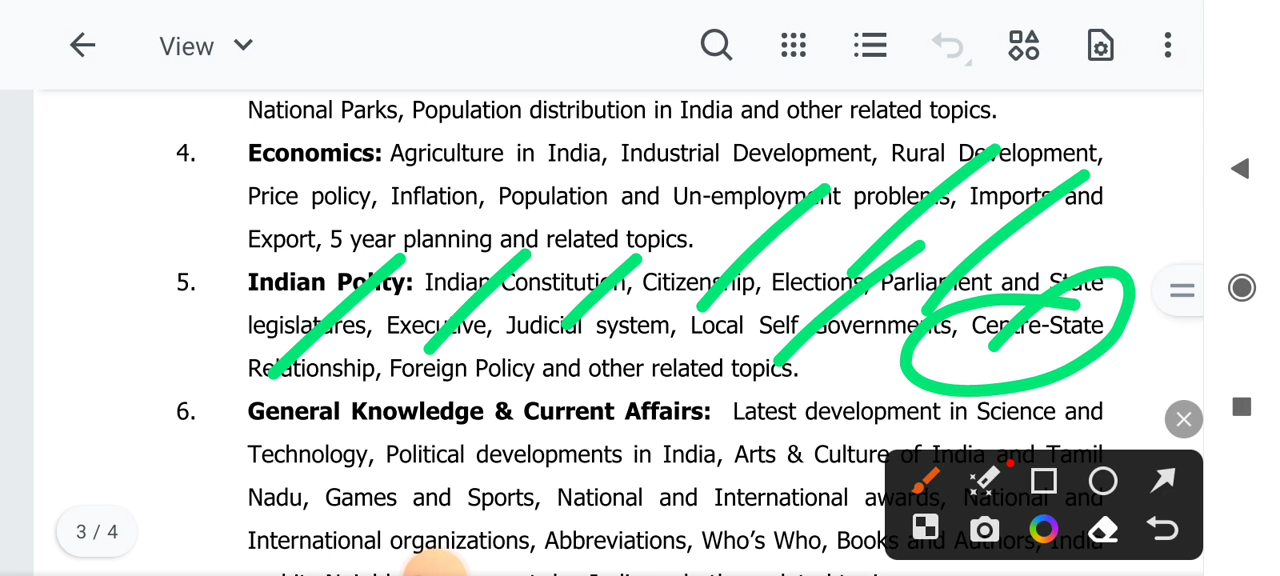 View
National Parks, Population distribution in India and other related topics.
4. Economics: Agriculture in India, Industrial Development, Rural Development,
Price policy, Inflation, Population and Un-employment problems, Imports and
Export, 5 year planning and related topics.
5. Indian Polity: Indian Constitution, Citizenship, Elections, Parliament and State
legislatures, Executive, Judicial system, Local Self Governments, Centre-State
Relationship, Foreign Policy and other related topics.
6. General Knowledge & Current Affairs: Latest development in Science and
Technology, Political developments in India, Arts & Culture of India and Tamil
Nadu, Games and Sports, National and International awards, National and
International organizations, Abbreviations, Who's Who, Books and Authors, India
3 / 4